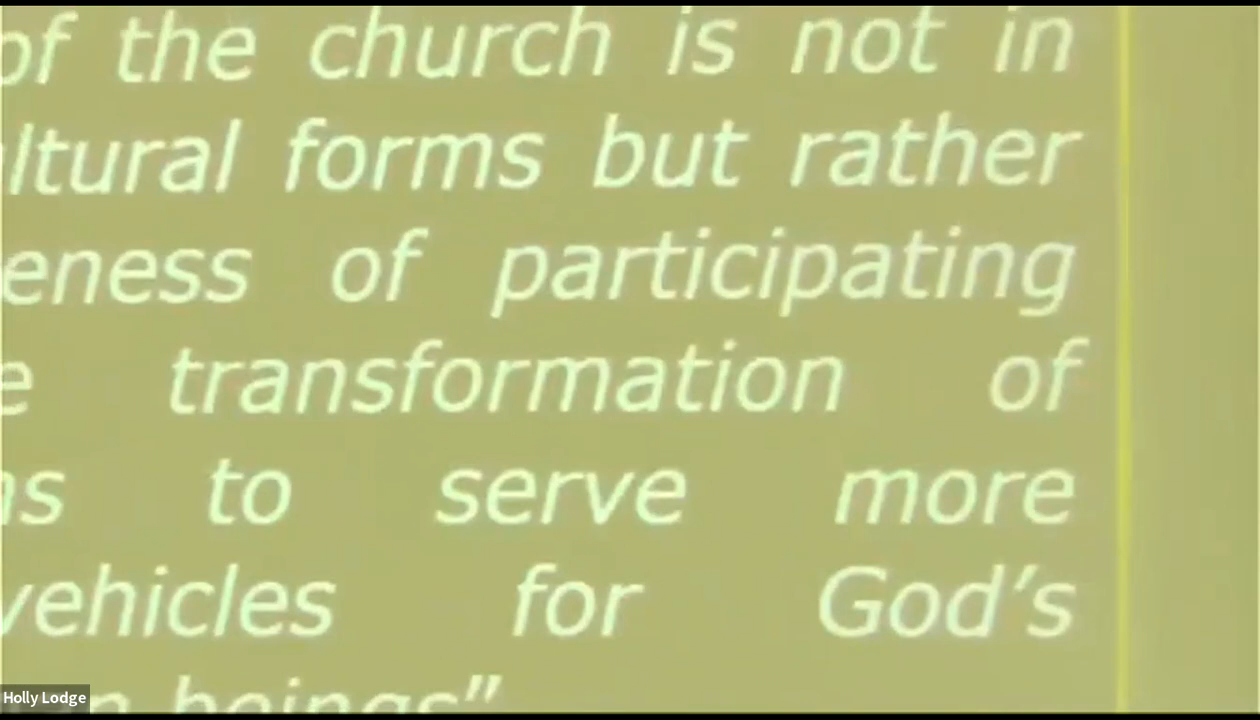 of the church is not in
ltural forms but rather
eness of participating
e transformation of
s to serve more
vehicles for God's
beings"
Holly Lodge